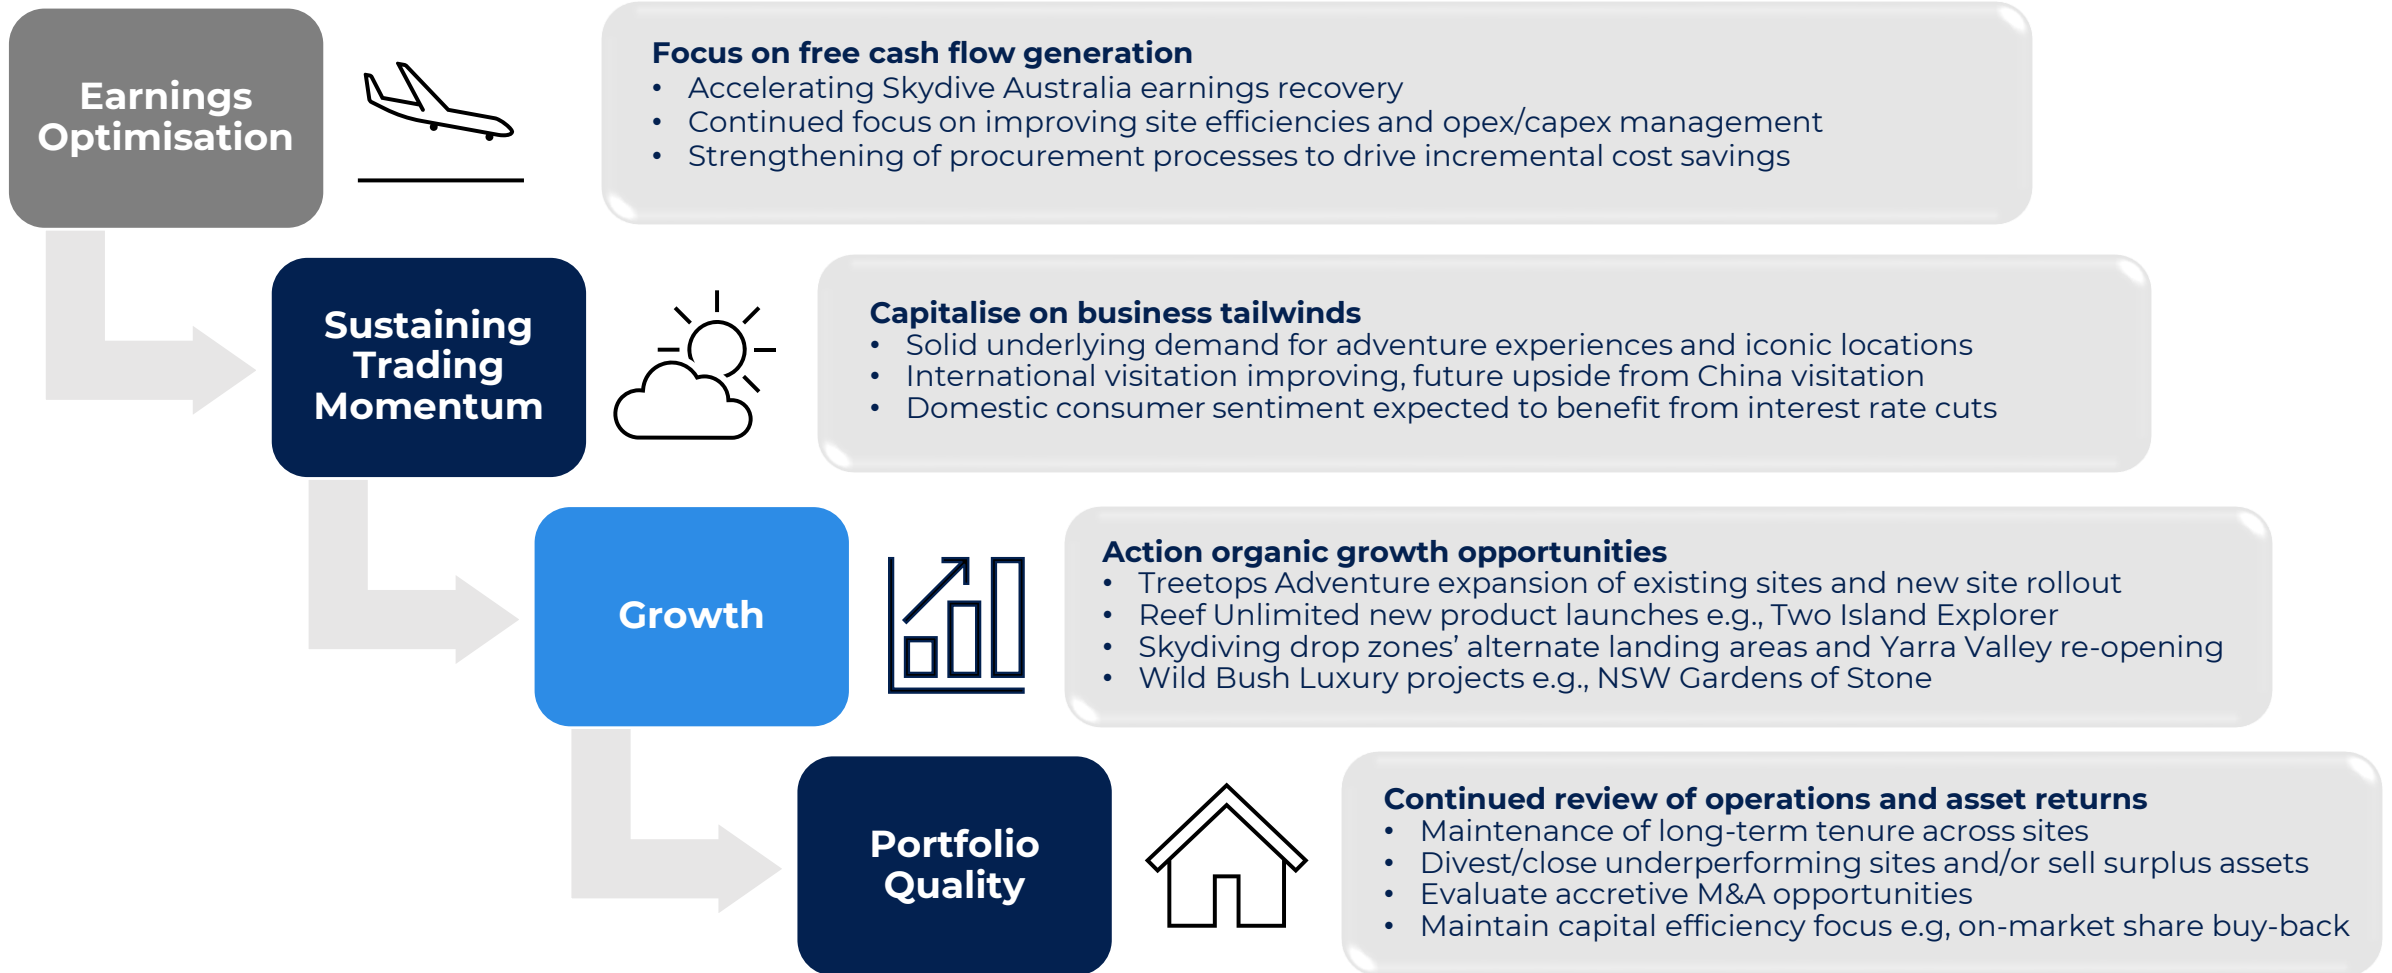 Earnings
Optimisation
Focus on free cash flow generation
• Accelerating Skydive Australia earnings recovery
• Continued focus on improving site efficiencies and opex/capex management
• Strengthening of procurement processes to drive incremental cost savings
Sustaining
Trading
Momentum
Capitalise on business tailwinds
• Solid underlying demand for adventure experiences and iconic locations
• International visitation improving, future upside from China visitation
• Domestic consumer sentiment expected to benefit from interest rate cuts
Growth
Action organic growth opportunities
• Treetops Adventure expansion of existing sites and new site rollout
• Reef Unlimited new product launches e.g., Two Island Explorer
• Skydiving drop zones’ alternate landing areas and Yarra Valley re-opening
• Wild Bush Luxury projects e.g., NSW Gardens of Stone
Portfolio
Quality
Continued review of operations and asset returns
• Maintenance of long-term tenure across sites
• Divest/close underperforming sites and/or sell surplus assets
• Evaluate accretive M&A opportunities
• Maintain capital efficiency focus e.g, on-market share buy-back